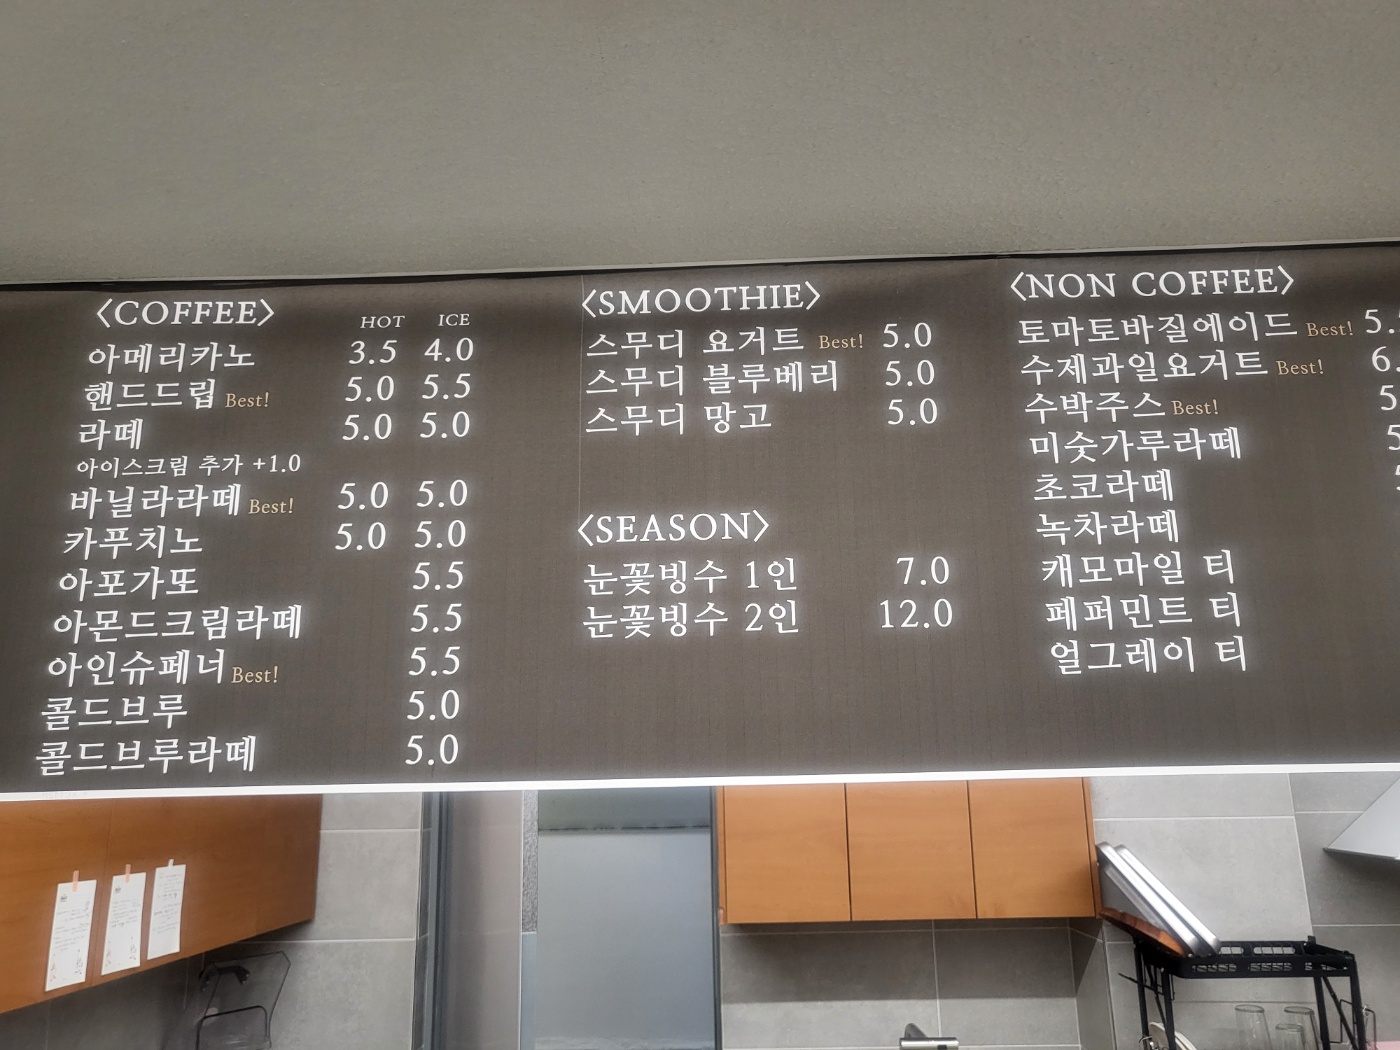 <COFFEE>
HOT ICE
아메리카노 3.5 4.0
핸드드립 Best! 5.0 5.5
라떼 5.0 5.0
아이스크림 추가 +1.0
바닐라라떼 Best! 5.0 5.0
카푸치노 5.0 5.0
아포가또 5.5
아몬드크림라떼 5.5
아인슈페너 Best! 5.5
콜드브루 5.0
콜드브루라떼 5.0
<SMOOTHIE>
스무디 요거트 Best! 5.0
스무디 블루베리 5.0
스무디 망고 5.0
<SEASON>
눈꽃빙수 1인 7.0
눈꽃빙수 2인 12.0
<NON COFFEE>
토마토바질에이드 Best! 5.
수제과일요거트 Best! 6.
수박주스 Best! 5
미숫가루라떼 5
초코라떼
녹차라떼
캐모마일 티
페퍼민트 티
얼그레이 티